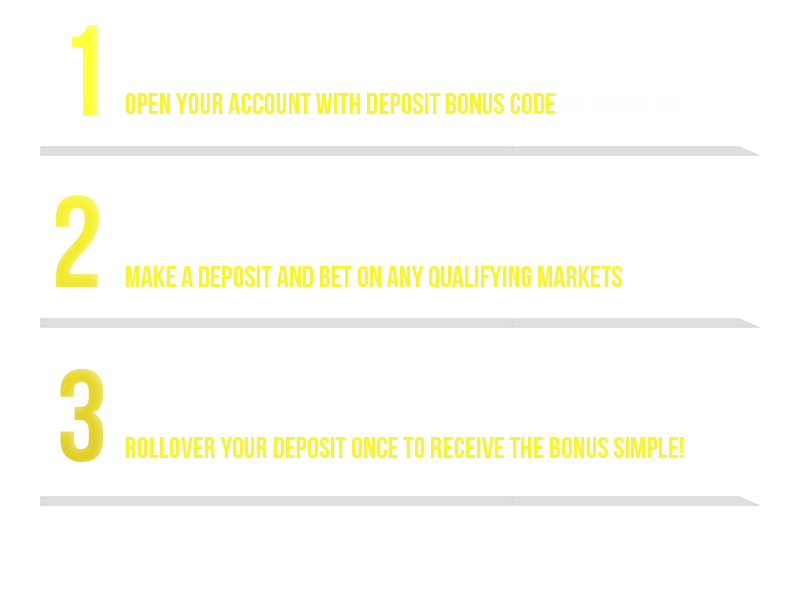 1
OPEN YOUR ACCOUNT WITH DEPOSIT BONUS CODE
2
MAKE A DEPOSIT AND BET ON ANY QUALIFYING MARKETS
3
ROLLOVER YOUR DEPOSIT ONCE TO RECEIVE THE BONUS SIMPLE!